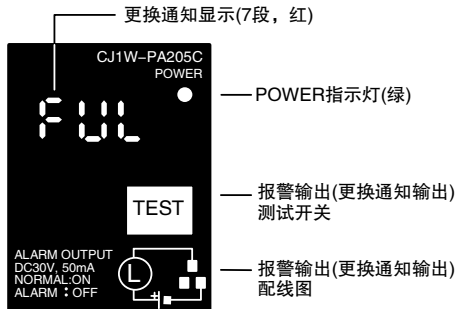 更换通知显示(7段，红)
CJ1W-PA205C
POWER
POWER指示灯(绿)
FUL
TEST
报警输出(更换通知输出)
测试开关
ALARM OUTPUT
DC30V, 50mA
NORMAL:ON
ALARM：OFF
L
+
报警输出(更换通知输出)
配线图